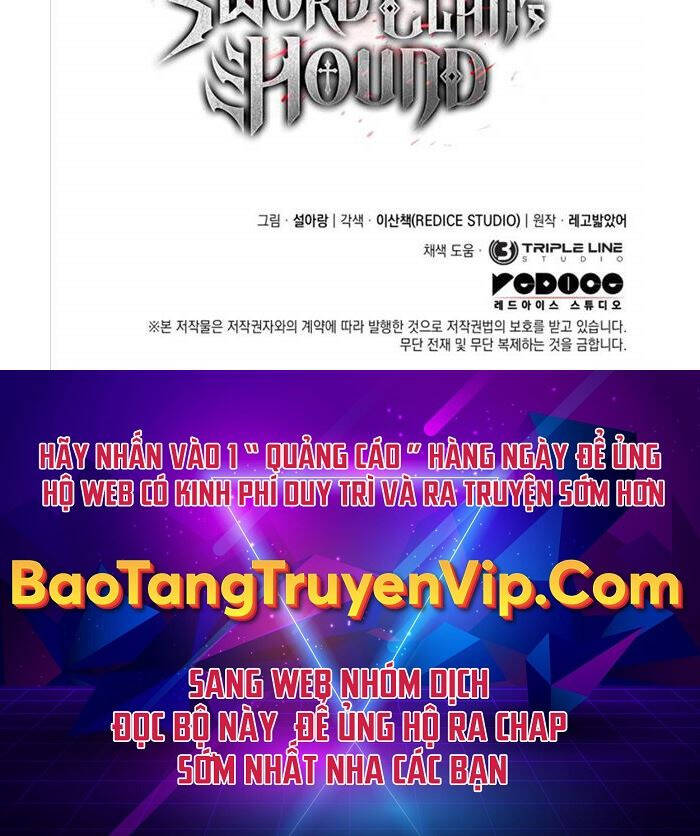 SWORD CLAN'S
HOUND
그림 · 설아랑 | 각색 · 이산책(REDICE STUDIO) | 원작 · 레고밟았어
채색 도움 · TRIPLE LINE
STUDIO
REDICE
레드아이스 스튜디오
※본 저작물은 저작권자와의 계약에 따라 발행한 것으로 저작권법의 보호를 받고 있습니다.
무단 전재 및 무단 복제하는 것을 금합니다.
HÃY NHẤN VÀO 1 “ QUẢNG CÁO ” HÀNG NGÀY ĐỂ ỦNG
HỘ WEB CÓ KINH PHÍ DUY TRÌ VÀ RA TRUYỆN SỚM HƠN
BaoTangTruyenVip.Com
SANG WEB NHÓM DỊCH
ĐỌC BỘ NÀY ĐỂ ỦNG HỘ RA CHAP
SỚM NHẤT NHA CÁC BẠN